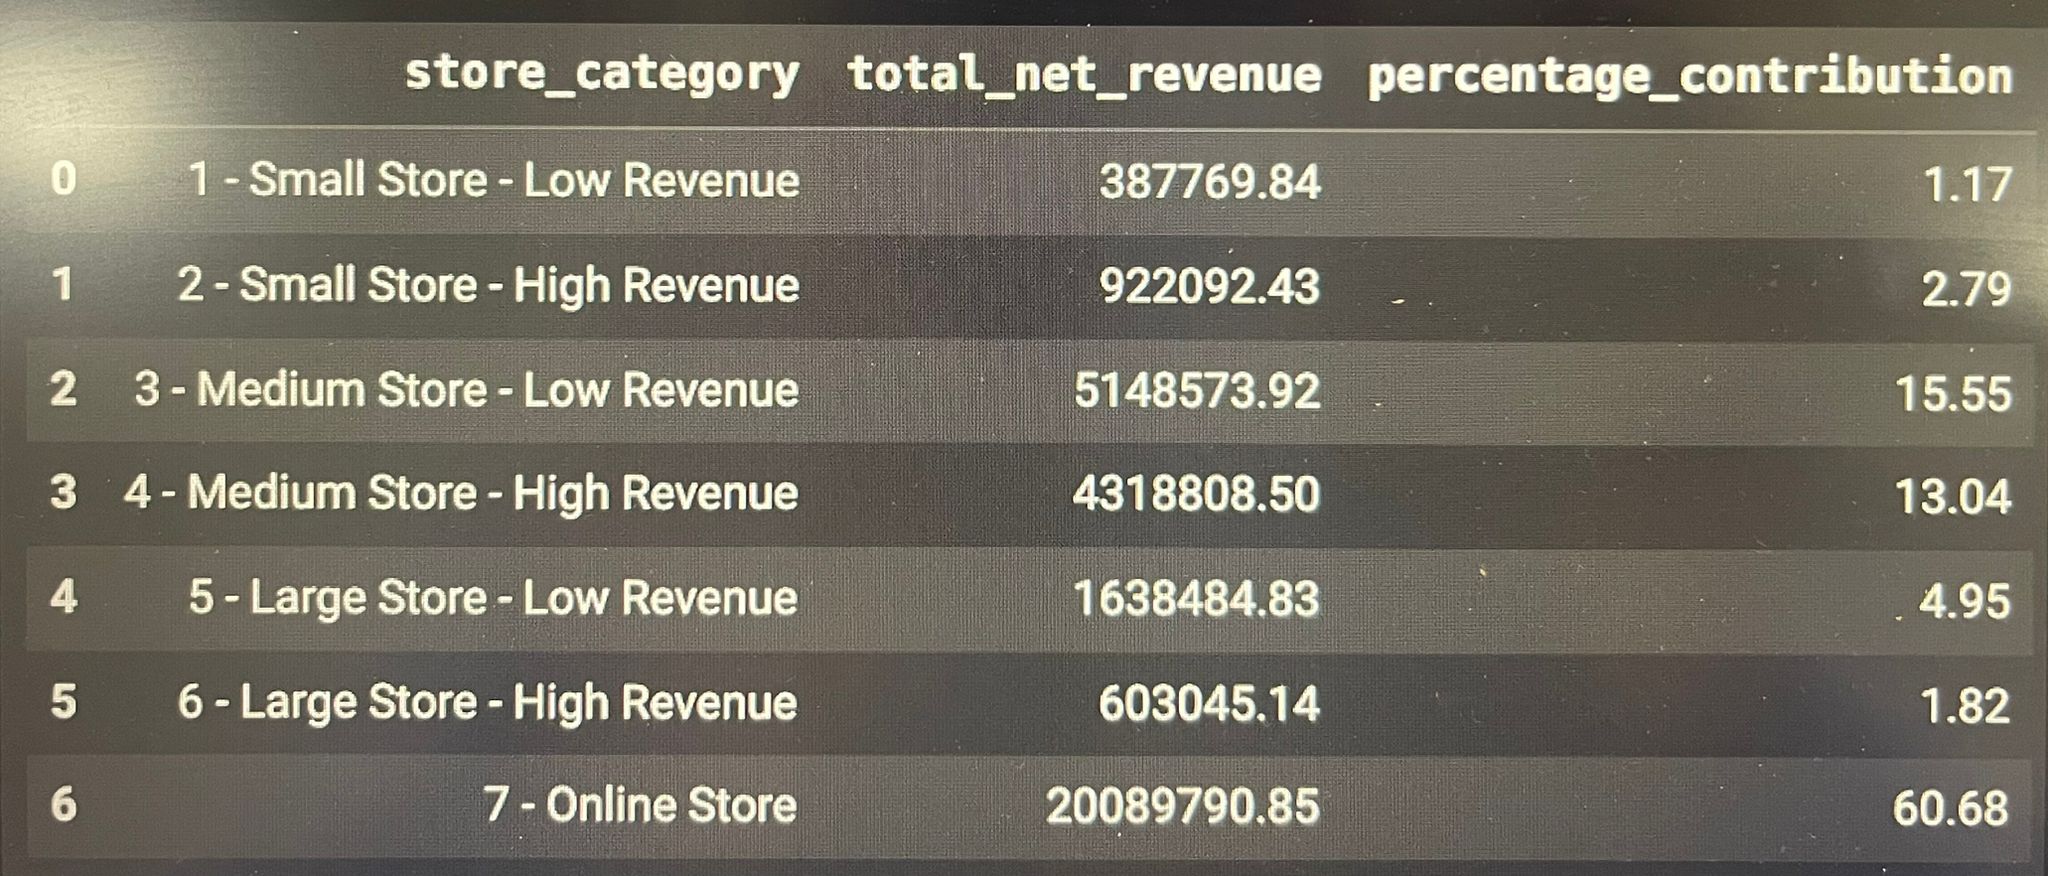 store_category total_net_revenue percentage_contribution
0 1 - Small Store - Low Revenue 387769.84 1.17
1 2 - Small Store - High Revenue 922092.43 2.79
2 3 - Medium Store - Low Revenue 5148573.92 15.55
3 4 - Medium Store - High Revenue 4318808.50 13.04
4 5 - Large Store - Low Revenue 1638484.83 4.95
5 6 - Large Store - High Revenue 603045.14 1.82
6 7 - Online Store 20089790.85 60.68